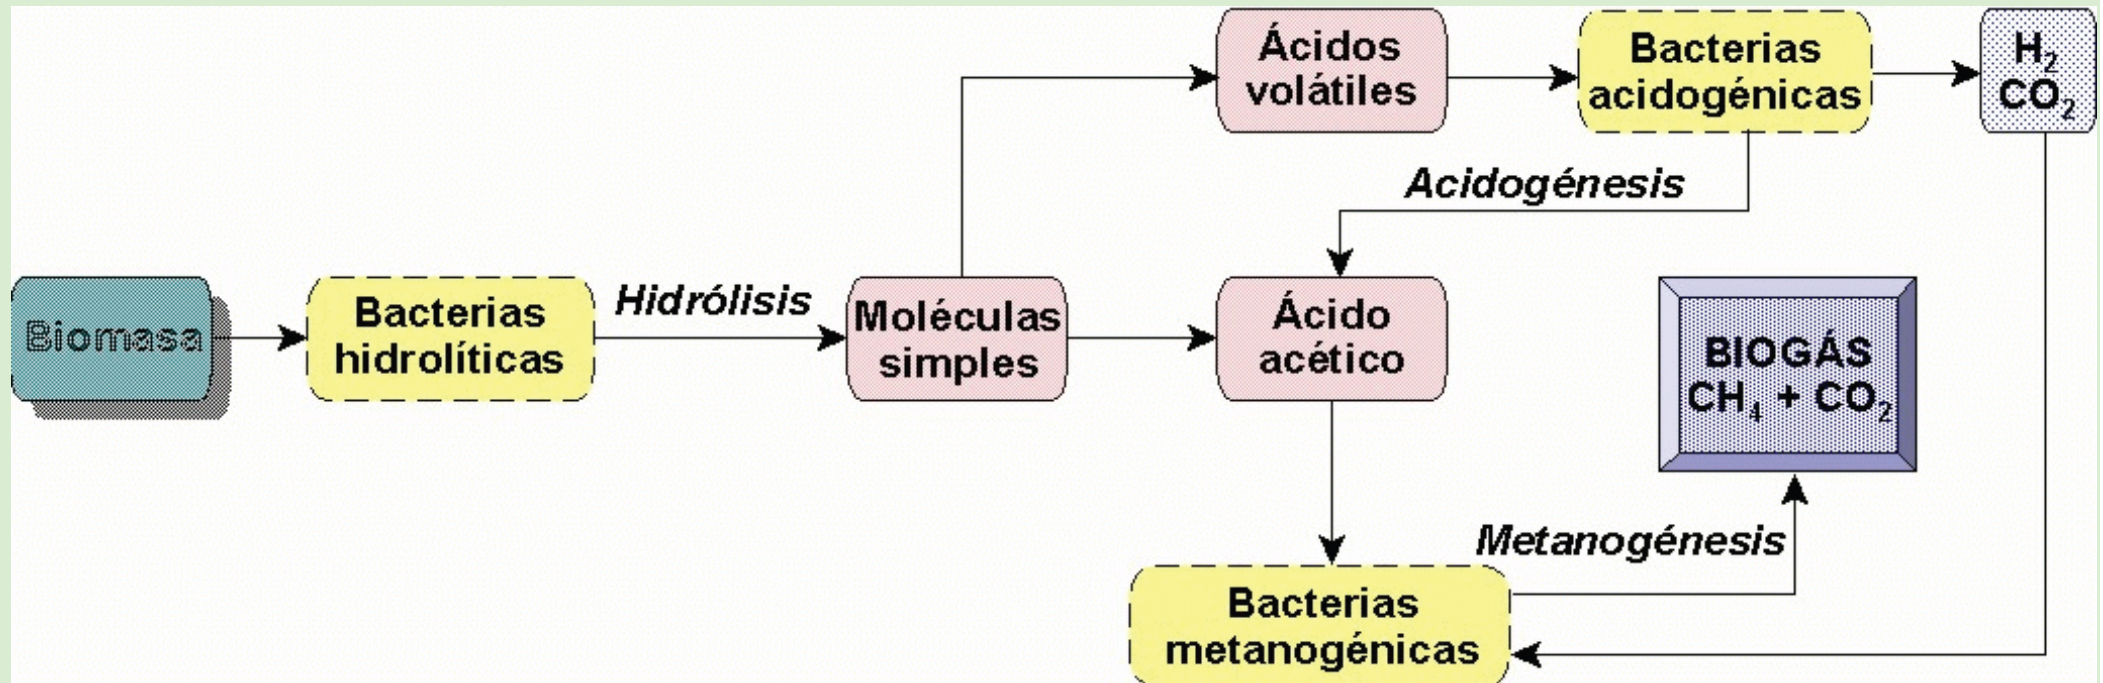 Ácidos
volátiles
Bacterias
acidogénicas
H₂
CO₂
Acidogénesis
Biomasa
Bacterias
hidrolíticas
Hidrólisis
Moléculas
simples
Ácido
acético
BIOGÁS
CH₄ + CO₂
Metanogénesis
Bacterias
metanogénicas